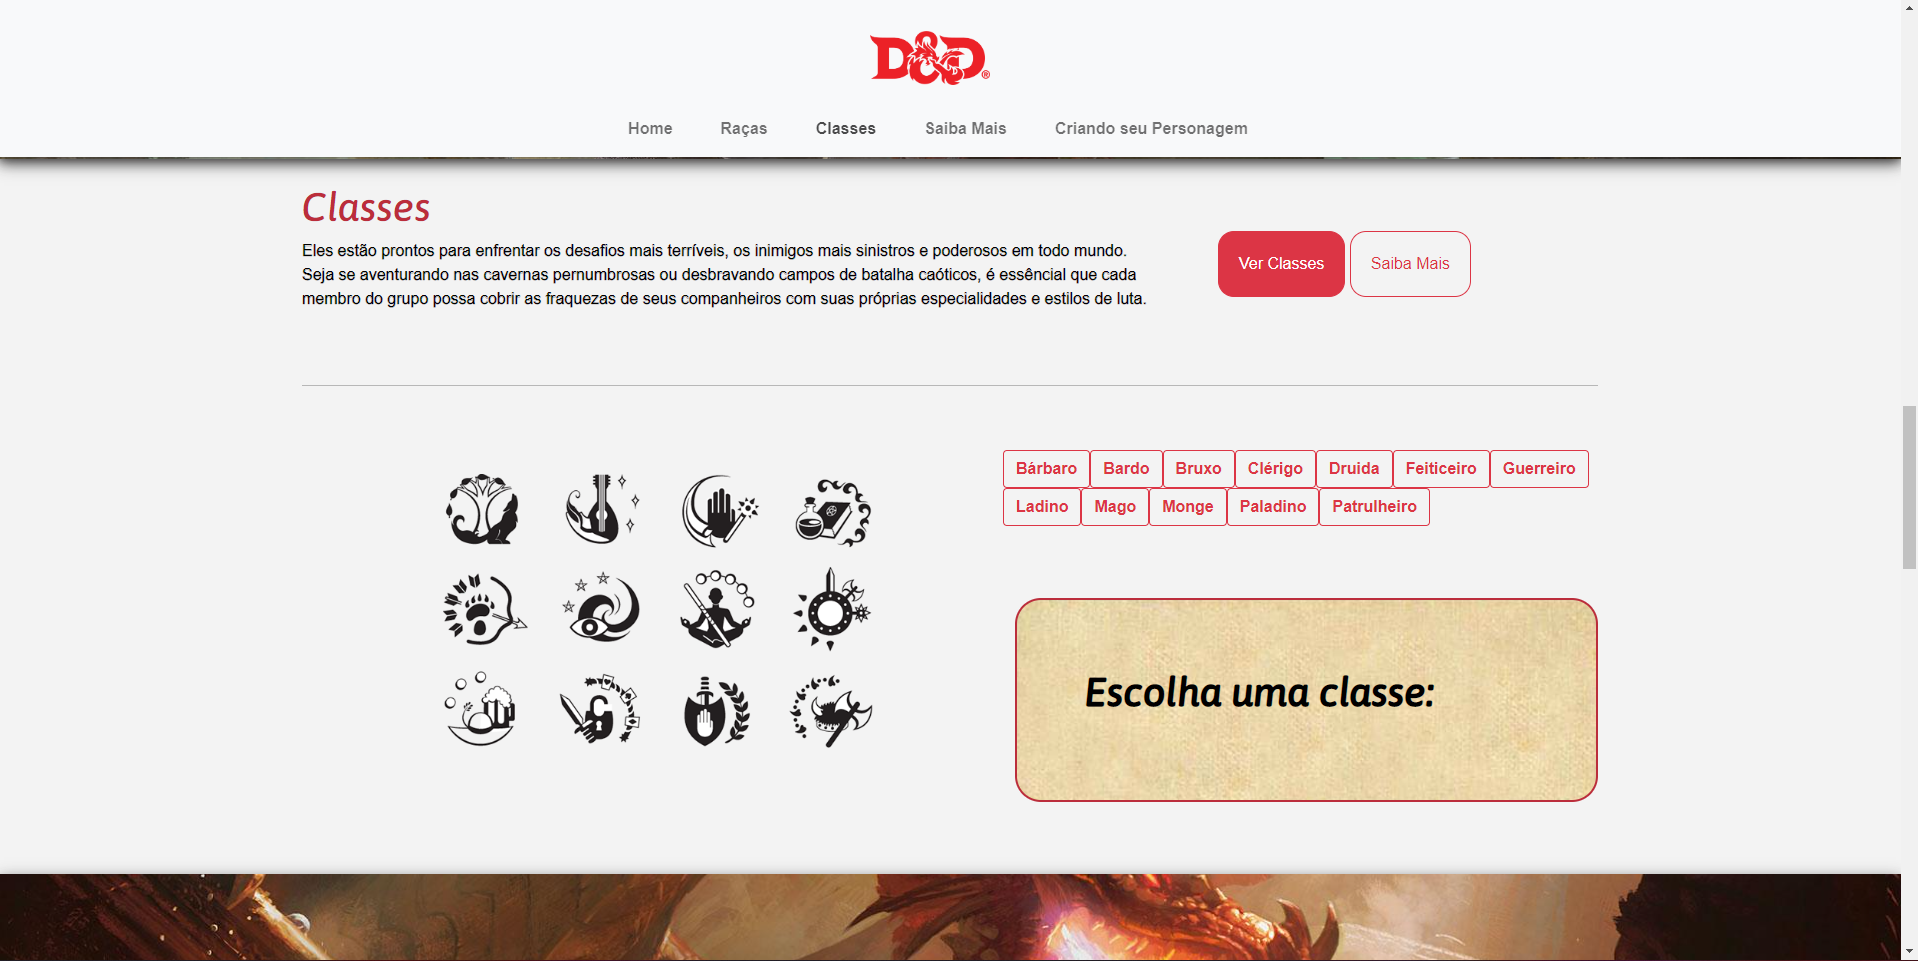 D&D®
Home Raças Classes Saiba Mais Criando seu Personagem
Classes
Eles estão prontos para enfrentar os desafios mais terríveis, os inimigos mais sinistros e poderosos em todo mundo.
Seja se aventurando nas cavernas pernumbrosas ou desbravando campos de batalha caóticos, é essêncial que cada
membro do grupo possa cobrir as fraquezas de seus companheiros com suas próprias especialidades e estilos de luta.
Ver Classes Saiba Mais
Bárbaro Bardo Bruxo Clérigo Druida Feiticeiro Guerreiro
Ladino Mago Monge Paladino Patrulheiro
Escolha uma classe: